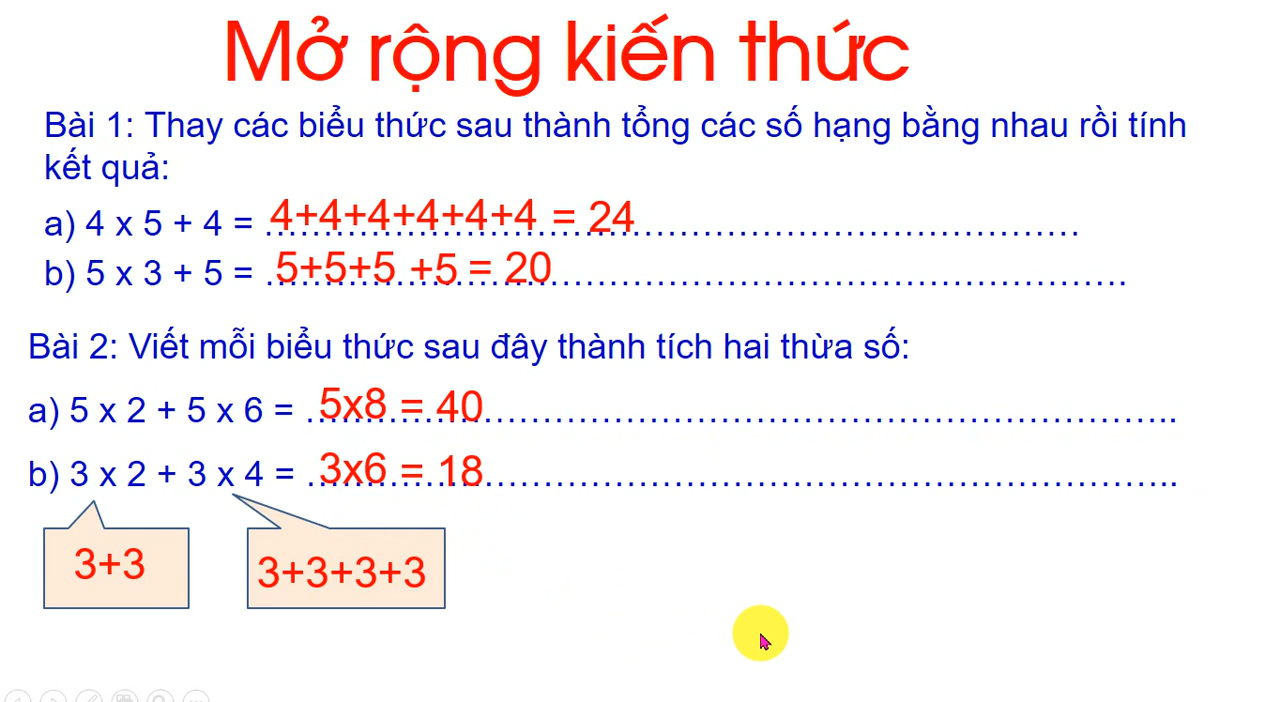 Mở rộng kiến thức
Bài 1: Thay các biểu thức sau thành tổng các số hạng bằng nhau rồi tính
kết quả:
a) 4 x 5 + 4 = 4+4+4+4+4+4 = 24
b) 5 x 3 + 5 = 5+5+5 +5 = 20
Bài 2: Viết mỗi biểu thức sau đây thành tích hai thừa số:
a) 5 x 2 + 5 x 6 = 5x8 = 40
b) 3 x 2 + 3 x 4 = 3x6 = 18
3+3
3+3+3+3